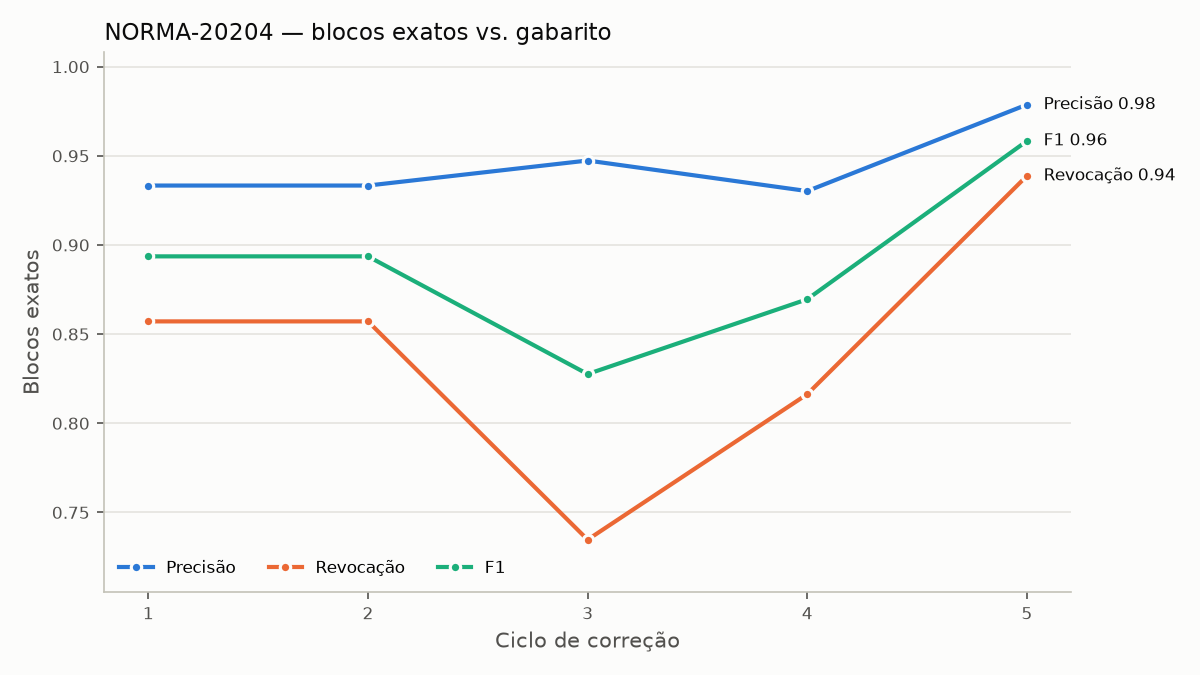 NORMA-20204 — blocos exatos vs. gabarito
1.00
0.95
0.90
0.85
0.80
0.75
Blocos exatos
Precisão 0.98
F1 0.96
Revocação 0.94
Precisão
Revocação
F1
1
2
3
4
5
Ciclo de correção